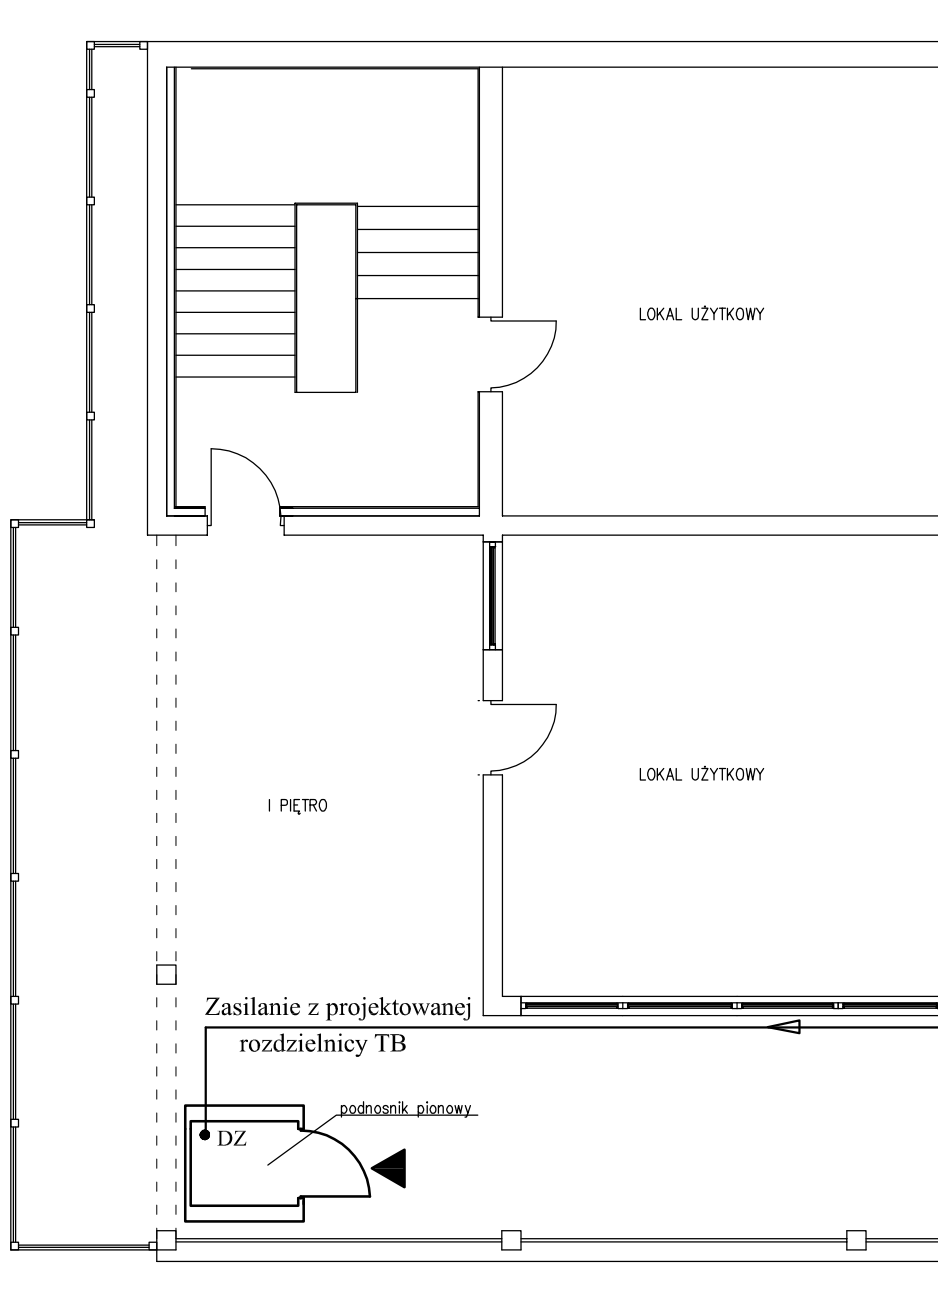 LOKAL UŻYTKOWY
LOKAL UŻYTKOWY
I PIĘTRO
Zasilanie z projektowanej
rozdzielnicy TB
podnosnik pionowy
DZ